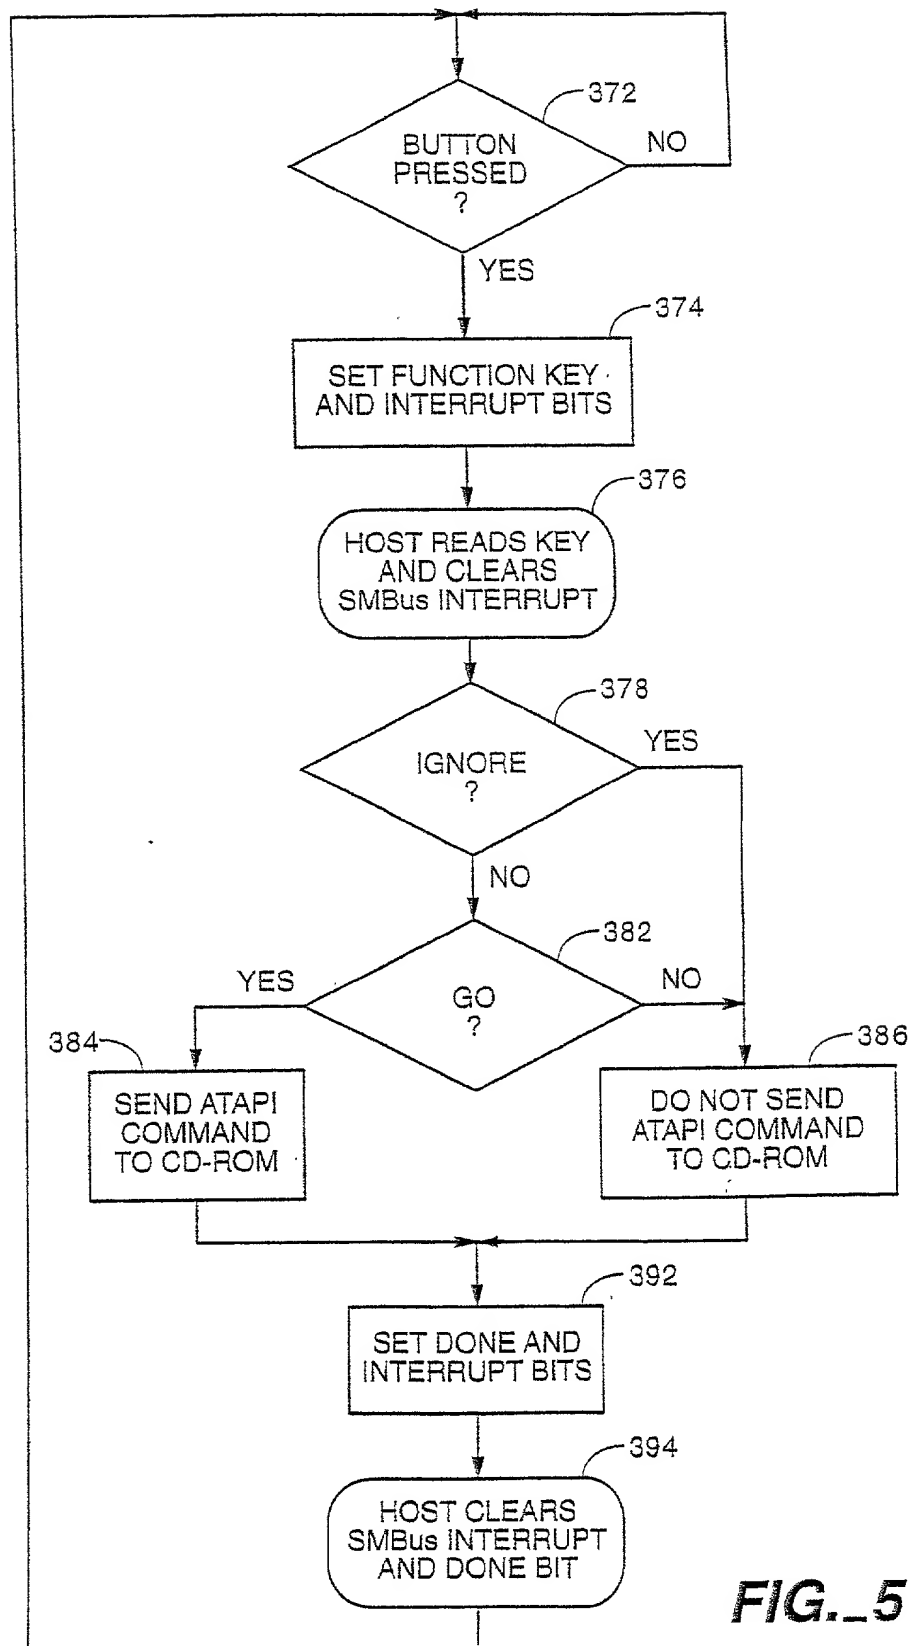 372
BUTTON
PRESSED
?
NO
YES
374
SET FUNCTION KEY
AND INTERRUPT BITS
376
HOST READS KEY
AND CLEARS
SMBus INTERRUPT
378
IGNORE
?
YES
NO
382
GO
?
YES
NO
384
SEND ATAPI
COMMAND
TO CD-ROM
386
DO NOT SEND
ATAPI COMMAND
TO CD-ROM
392
SET DONE AND
INTERRUPT BITS
394
HOST CLEARS
SMBus INTERRUPT
AND DONE BIT
FIG._5